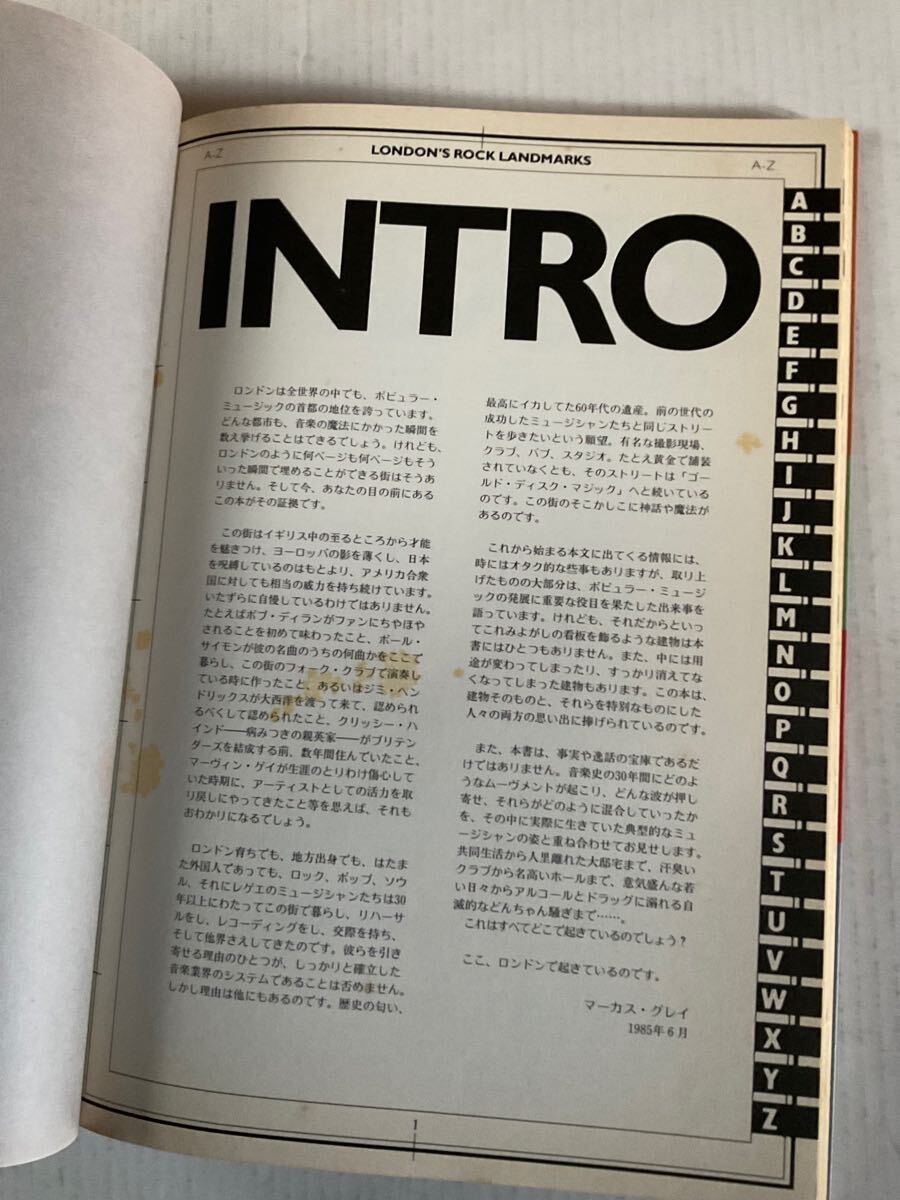 A-Z
LONDON'S ROCK LANDMARKS
A-Z
INTRO
ロンドンは全世界の中でも、ポピュラー・
ミュージックの首都の地位を誇っています。
どんな都市も、音楽の魔法にかかった瞬間を
数え挙げることはできるでしょう。けれども、
ロンドンのように何ページも何ページもそう
いった瞬間で埋めることができる街はそうあ
りません。そして今、あなたの目の前にある
この本がその証拠です。
この街はイギリス中の至るところから才能
を魅きつけ、ヨーロッパの影を薄くし、日本
を呪縛しているのはもとより、アメリカ合衆
国に対しても相当の威力を持ち続けています。
いたずらに自慢しているわけではありません。
たとえばボブ・ディランがファンにちやほや
されることを初めて味わったこと、ポール・
サイモンが彼の名曲のうちの何曲かをここで
暮らし、この街のフォーク・クラブで演奏し
ている時に作ったこと、あるいはジミ・ヘン
ドリックスが大西洋を渡って来て、認められ
るべくして認められたこと、クリッシー・ハ
インド——病みつきの親英家——がプリテン
ダーズを結成する前、数年間住んでいたこと、
マーヴィン・ゲイが生涯のとりわけ傷心して
いた時期に、アーティストとしての活力を取
り戻しにやってきたこと等を思えば、それも
おわかりになるでしょう。
ロンドン育ちでも、地方出身でも、はたま
た外国人であっても、ロック、ポップ、ソウ
ル、それにレゲエのミュージシャンたちは30
年以上にわたってこの街で暮らし、リハーサ
ルをし、レコーディングをし、交際を持ち、
そして他界さえしてきたのです。彼らを引き
寄せる理由のひとつが、しっかりと確立した
音楽業界のシステムであることは否めません。
しかし理由は他にもあるのです。歴史の匂い、
最高にイカしてた60年代の遺産。前の世代の
成功したミュージシャンたちと同じストリー
トを歩きたいという願望。有名な撮影現場、
クラブ、パブ、スタジオ。たとえ黄金で舗装
されていなくとも、そのストリートは「ゴー
ルド・ディスク・マジック」へと続いている
のです。この街のそこかしこに神話や魔法が
あるのです。
これから始まる本文に出てくる情報には、
時にはオタク的な些事もありますが、取り上
げたものの大部分は、ポピュラー・ミュージ
ックの発展に重要な役目を果たした出来事を
語っています。けれども、それだからといっ
てこれみよがしの看板を飾るような建物は本
書にはひとつもありません。また、中には用
途が変わってしまったり、すっかり消えてな
くなってしまった建物もあります。この本は、
建物そのものと、それらを特別なものにした
人々の両方の思い出に捧げられているのです。
また、本書は、事実や逸話の宝庫であるだ
けではありません。音楽史の30年間にどのよ
うなムーヴメントが起こり、どんな波が押し
寄せ、それらがどのように混合していったか
を、その中に実際に生きていた典型的なミュ
ージシャンの姿と重ね合わせてお見せします。
共同生活から人里離れた大邸宅まで、汗臭い
クラブから名高いホールまで、意気盛んな若
い日々からアルコールとドラッグに溺れる自
滅的などんちゃん騒ぎまで……。
これはすべてどこで起きているのでしょう?
ここ、ロンドンで起きているのです。
マーカス・グレイ
1985年6月
1
A
B
C
D
E
F
G
H
I
J
K
L
M
N
O
P
Q
R
S
T
U
V
W
X
Y
Z